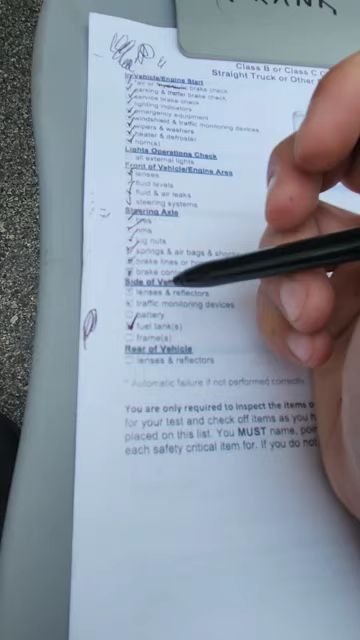 FRANK
Class B or Class C
Straight Truck or Other
In Vehicle/Engine Start
brake check
parking & trailer brake check
service brake check
lighting indicators
emergency equipment
windshield & traffic monitoring devices
wipers & washers
heater & defroster
horn(s)
Lights Operations Check
all external lights
Front of Vehicle/Engine Area
lenses
fluid levels
fluid & air leaks
steering systems
Steering Axle
tires
rims
lug nuts
springs & air bags &
brake lines or
brake
Side of
lenses & reflectors
traffic monitoring devices
battery
fuel tank(s)
frame(s)
Rear of Vehicle
lenses & reflectors
* Automatic failure if not performed correctly
You are only required to inspect the items
for your test and check off items as you
placed on this list. You MUST name,
each safety critical item for. If you do not